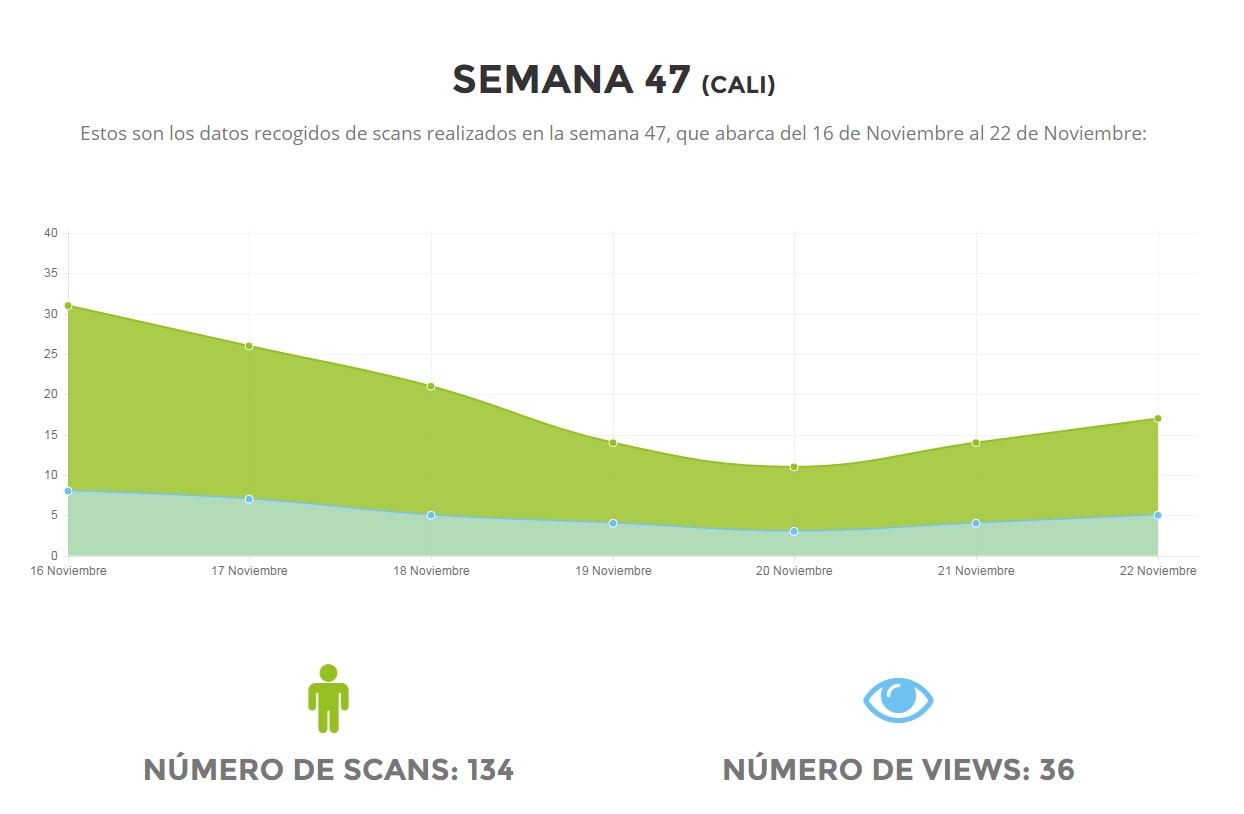 SEMANA 47 (CALI)
Estos son los datos recogidos de scans realizados en la semana 47, que abarca del 16 de Noviembre al 22 de Noviembre:
40
35
30
25
20
15
10
5
0
16 Noviembre 17 Noviembre 18 Noviembre 19 Noviembre 20 Noviembre 21 Noviembre 22 Noviembre
NÚMERO DE SCANS: 134 NÚMERO DE VIEWS: 36